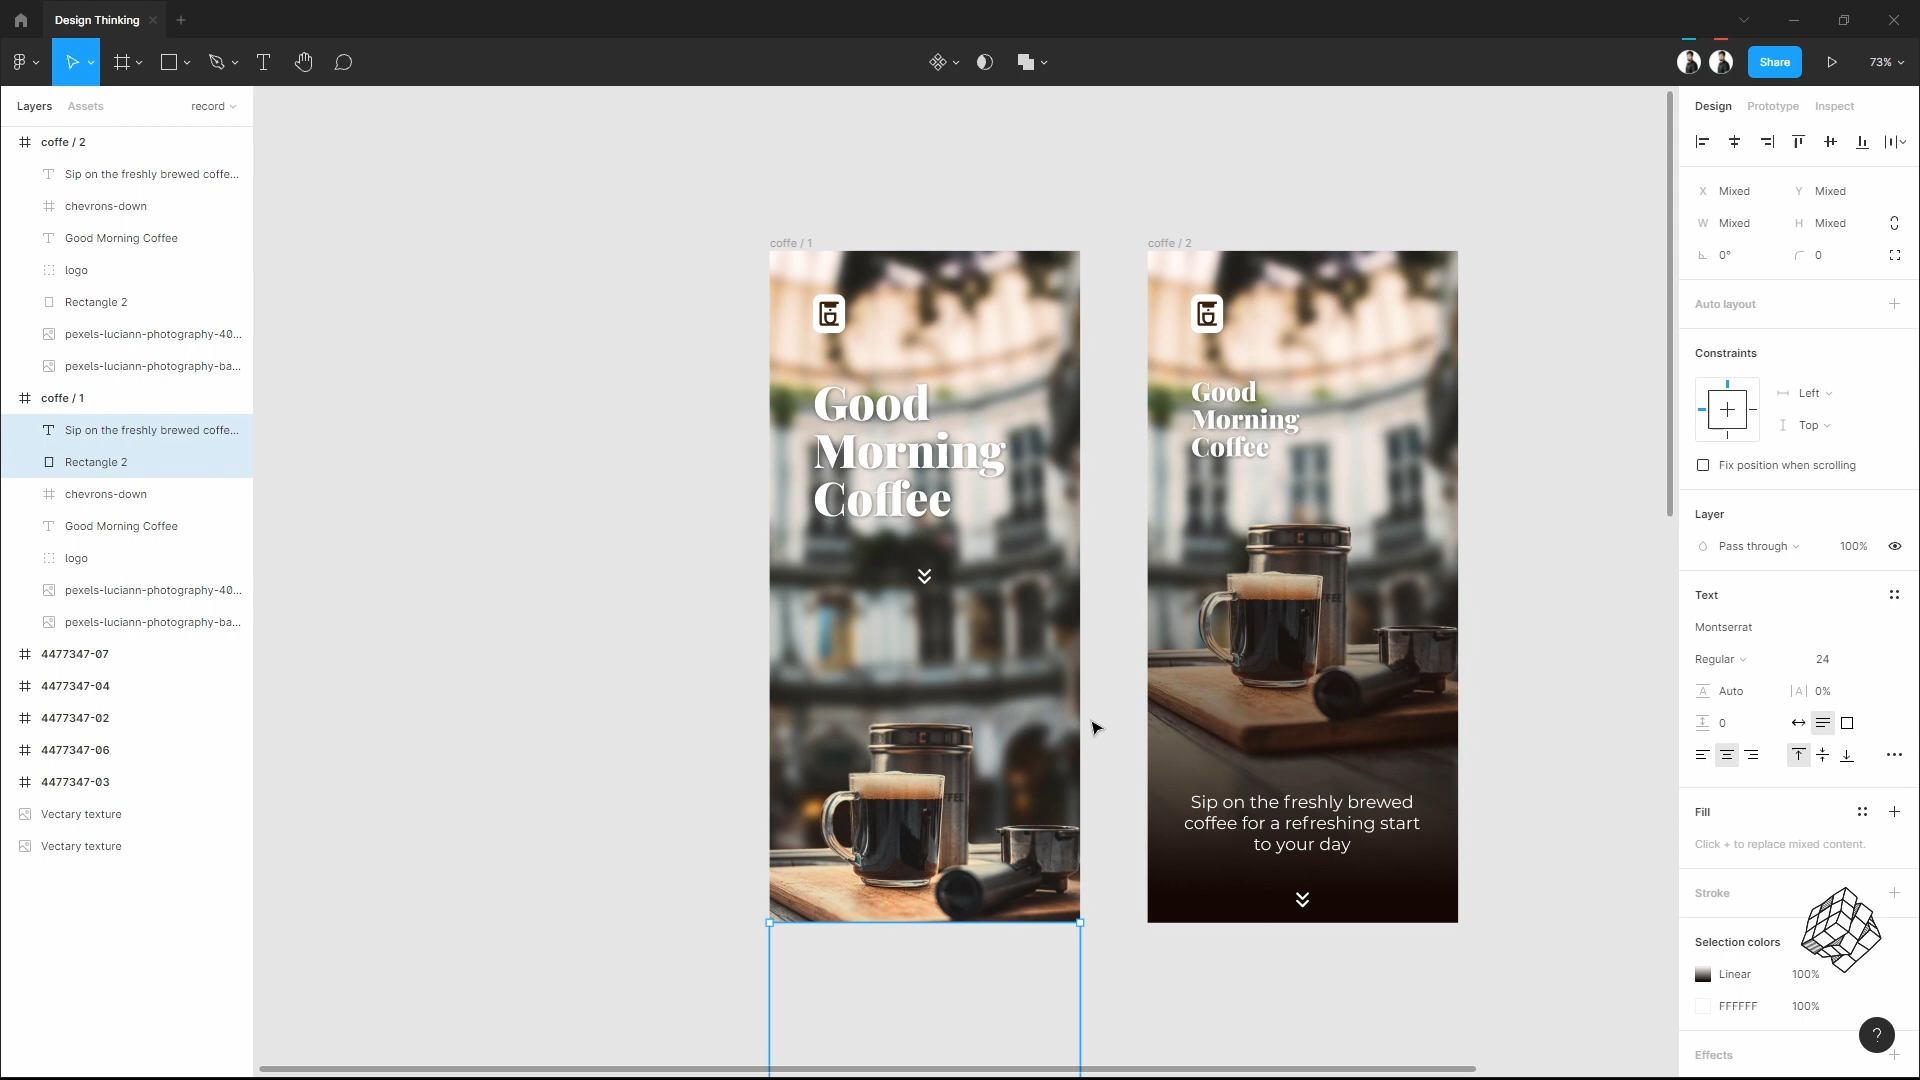 Design Thinking
Share
73%
Layers
Assets
record
coffe / 2
Sip on the freshly brewed coffe...
chevrons-down
Good Morning Coffee
logo
Rectangle 2
pexels-luciann-photography-40...
pexels-luciann-photography-ba...
coffe / 1
Sip on the freshly brewed coffe...
Rectangle 2
chevrons-down
Good Morning Coffee
logo
pexels-luciann-photography-40...
pexels-luciann-photography-ba...
4477347-07
4477347-04
4477347-02
4477347-06
4477347-03
Vectary texture
Vectary texture
coffe / 1
Good
Morning
Coffee
FFEE
coffe / 2
Good
Morning
Coffee
FEE
Sip on the freshly brewed
coffee for a refreshing start
to your day
Design
Prototype
Inspect
X Mixed
Y Mixed
W Mixed
H Mixed
0°
0
Auto layout
Constraints
Left
Top
Fix position when scrolling
Layer
Pass through
100%
Text
Montserrat
Regular
24
A Auto
|A| 0%
0
Fill
Click + to replace mixed content.
Stroke
Selection colors
Linear
100%
FFFFFF
100%
?
Effects